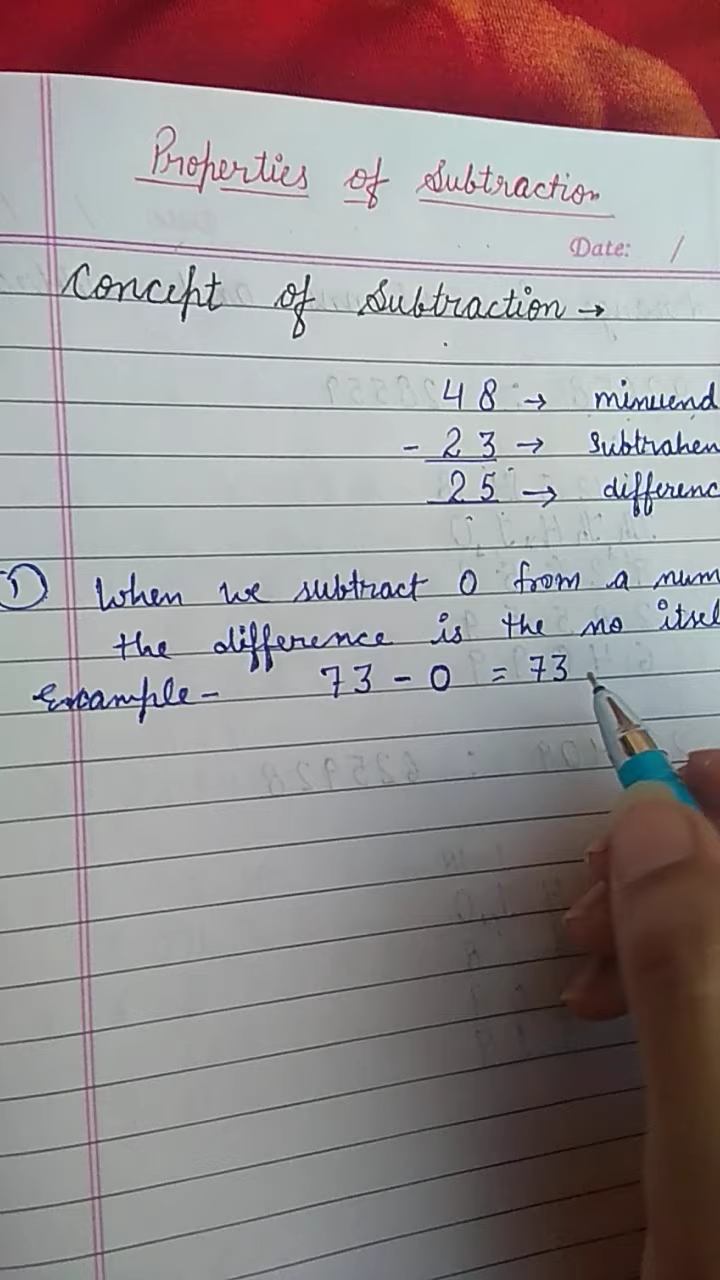 Properties of Subtraction
Date: /
Concept of Subtraction →
48 → minuend
- 23 → Subtrahen
25 → differenc
① When we subtract 0 from a num
the difference is the no itsel
Example - 73 - 0 = 73